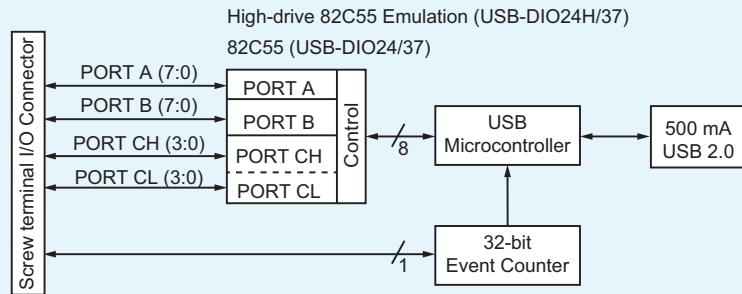 High-drive 82C55 Emulation (USB-DIO24H/37)
82C55 (USB-DIO24/37)
Screw terminal I/O Connector
PORT A (7:0)
PORT B (7:0)
PORT CH (3:0)
PORT CL (3:0)
PORT A
PORT B
PORT CH
PORT CL
Control
8
USB
Microcontroller
500 mA
USB 2.0
1
32-bit
Event Counter